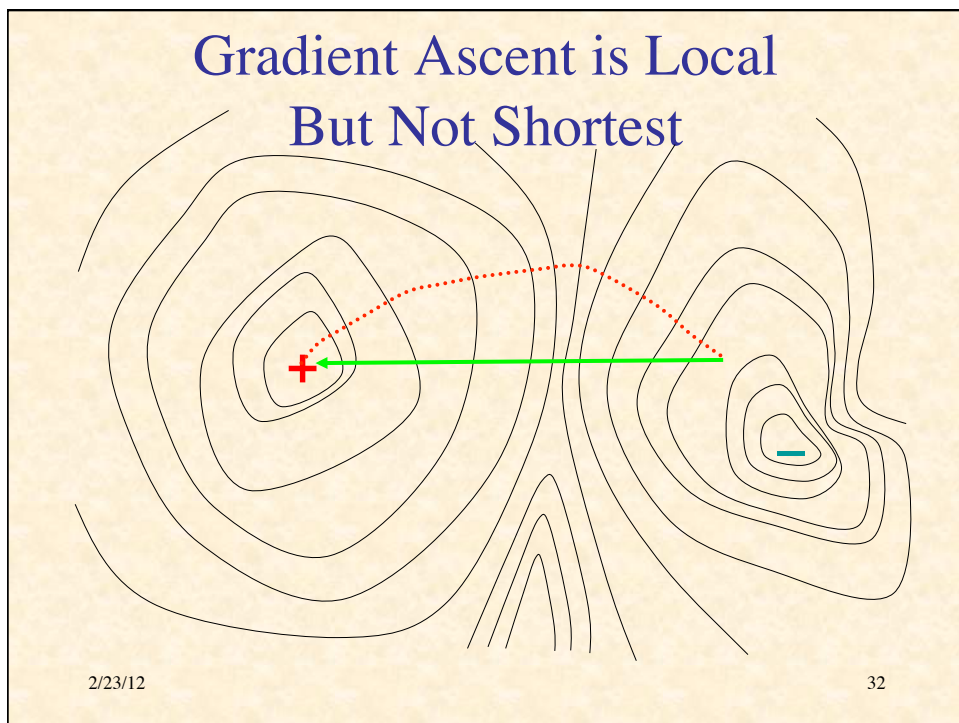 Gradient Ascent is Local
But Not Shortest
+
–
2/23/12
32